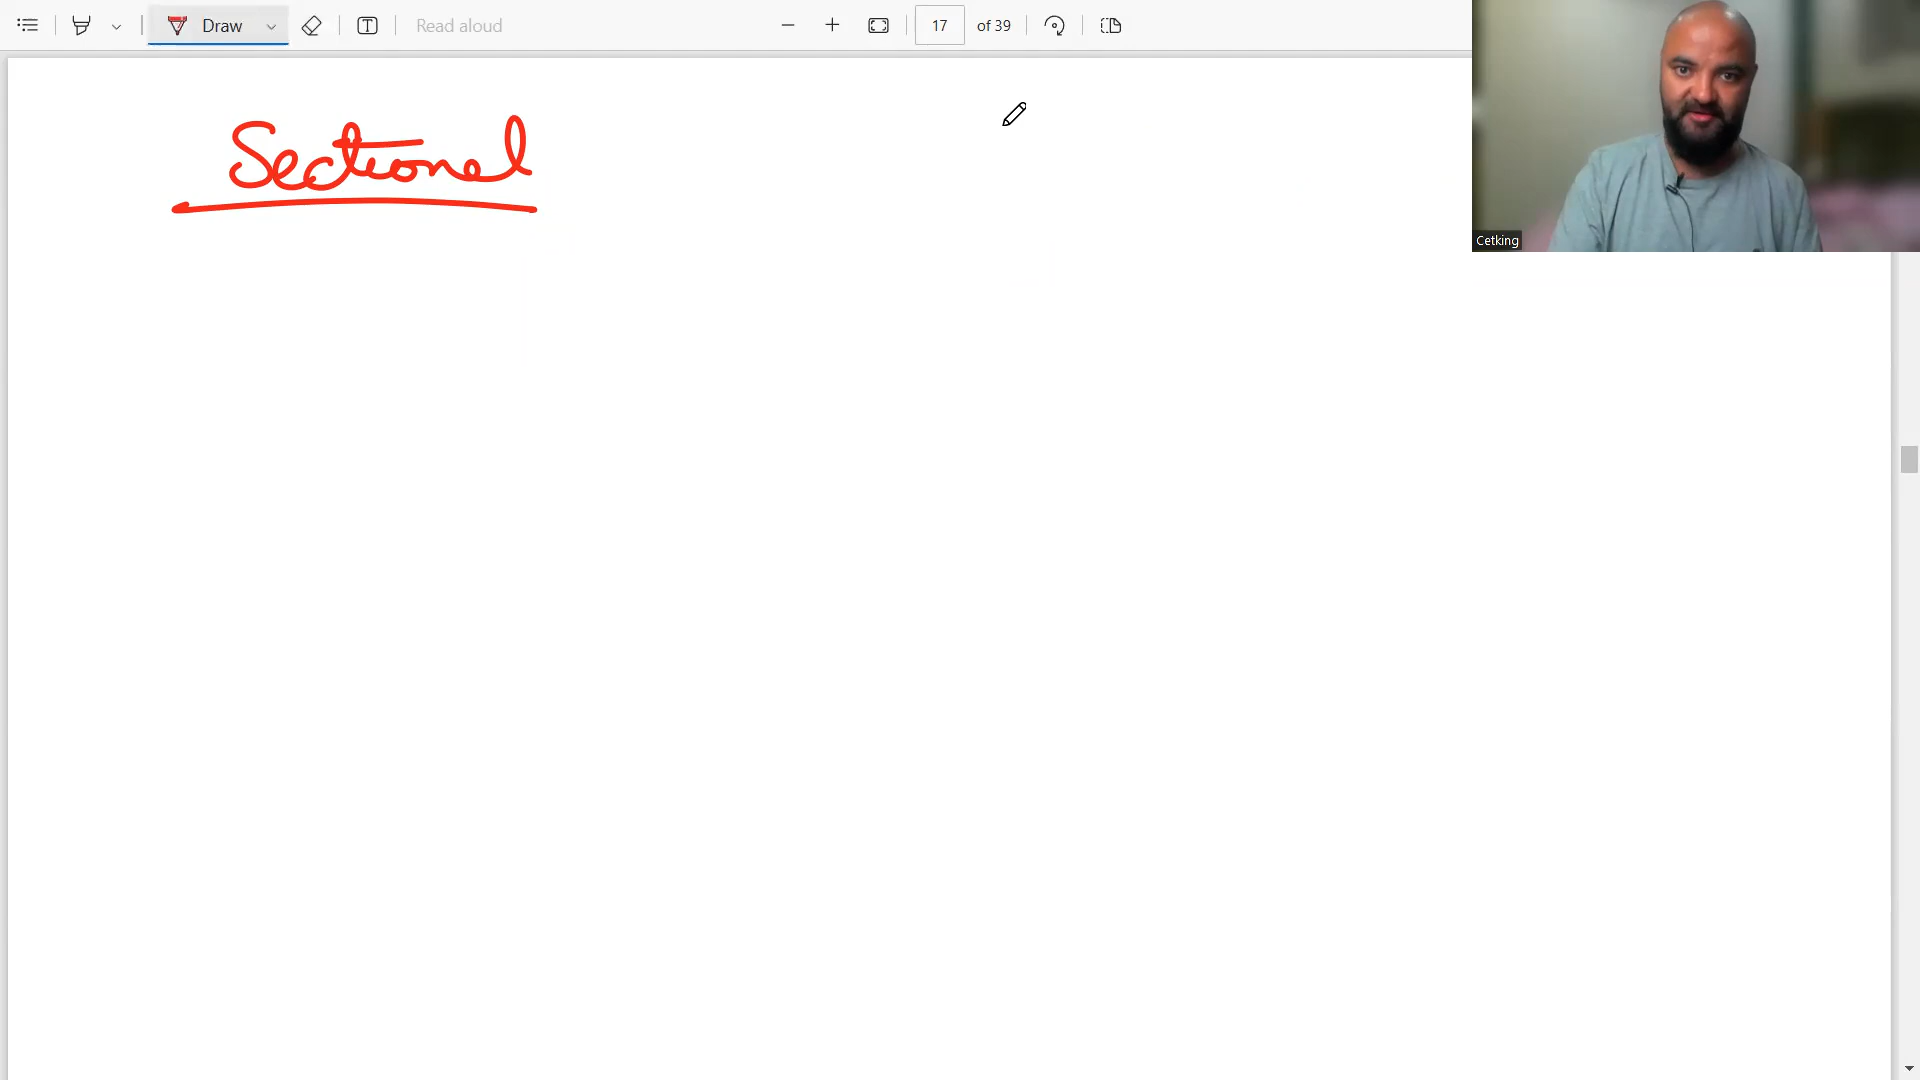 Draw
Read aloud
17 of 39
Sectional
Cetking